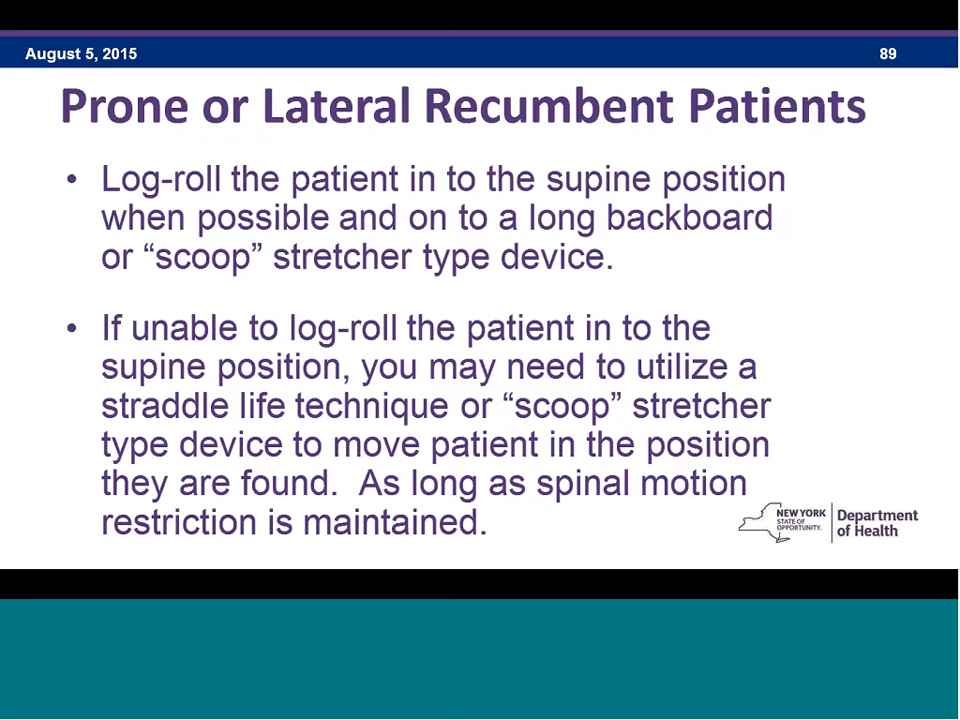 August 5, 2015
89
Prone or Lateral Recumbent Patients
• Log-roll the patient in to the supine position
when possible and on to a long backboard
or “scoop” stretcher type device.
• If unable to log-roll the patient in to the
supine position, you may need to utilize a
straddle life technique or “scoop” stretcher
type device to move patient in the position
they are found.  As long as spinal motion
restriction is maintained.
NEW YORK
STATE OF
OPPORTUNITY.
Department
of Health